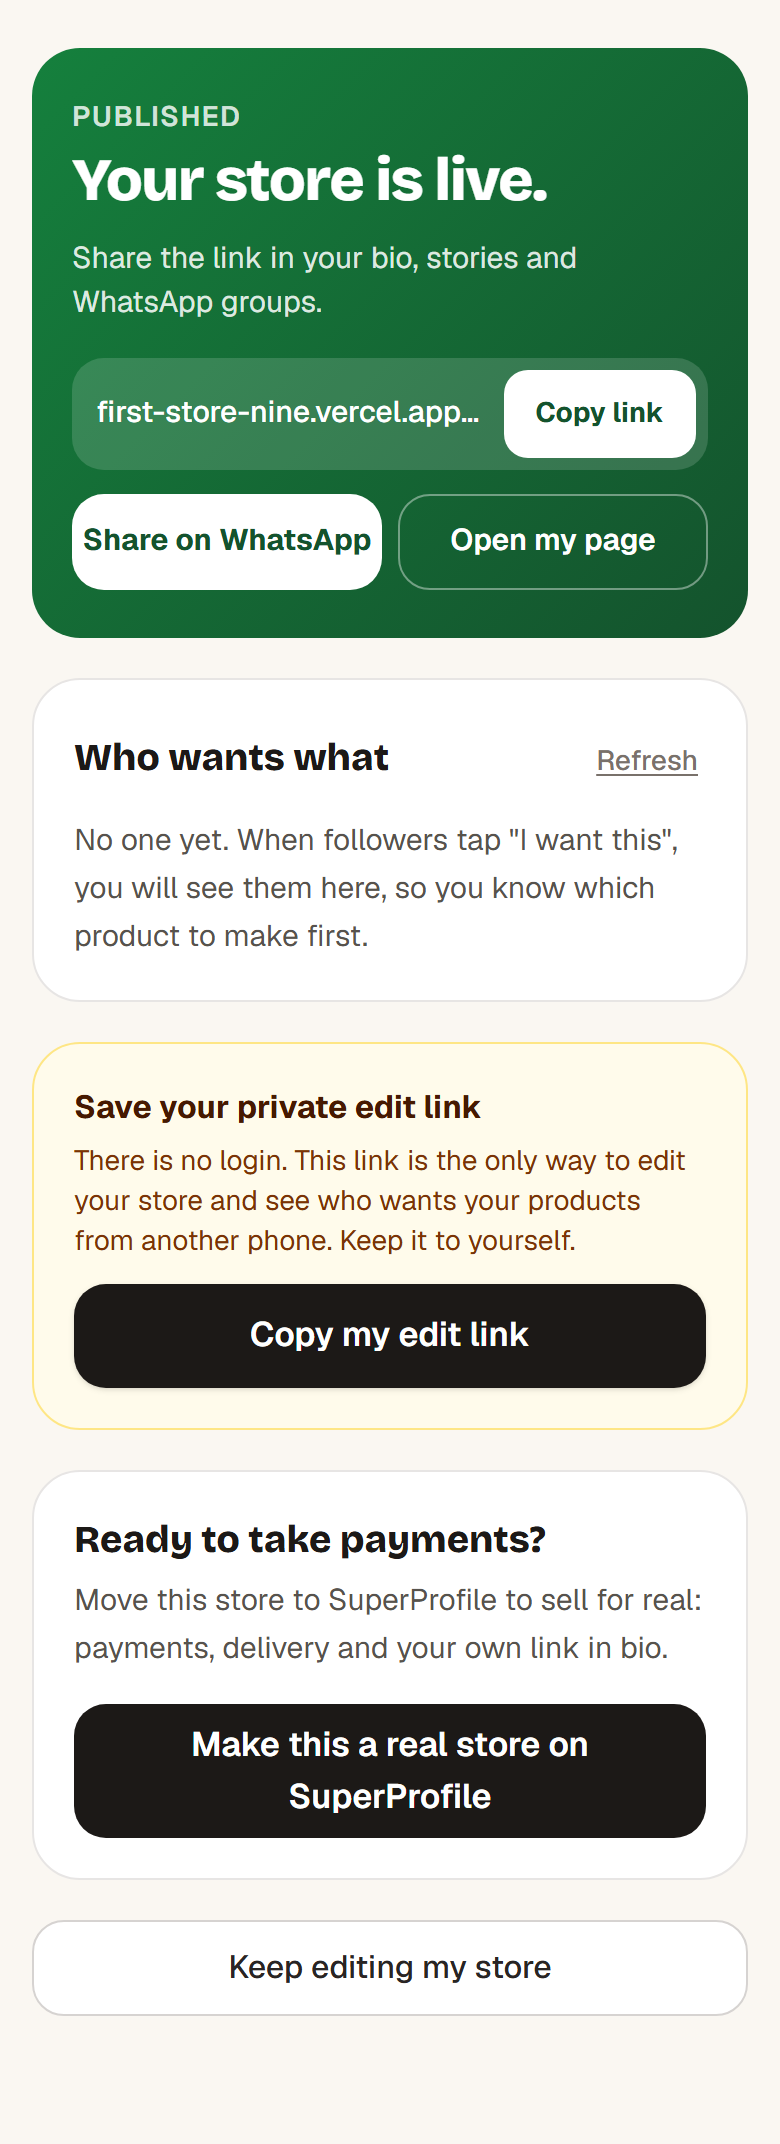 PUBLISHED
Your store is live.
Share the link in your bio, stories and
WhatsApp groups.
first-store-nine.vercel.app...
Copy link
Share on WhatsApp
Open my page
Who wants what
Refresh
No one yet. When followers tap "I want this",
you will see them here, so you know which
product to make first.
Save your private edit link
There is no login. This link is the only way to edit
your store and see who wants your products
from another phone. Keep it to yourself.
Copy my edit link
Ready to take payments?
Move this store to SuperProfile to sell for real:
payments, delivery and your own link in bio.
Make this a real store on
SuperProfile
Keep editing my store